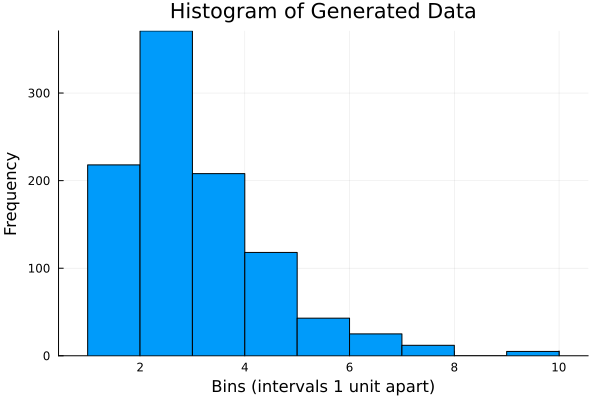 Histogram of Generated Data
Frequency
300
200
100
0
2 4 6 8 10
Bins (intervals 1 unit apart)